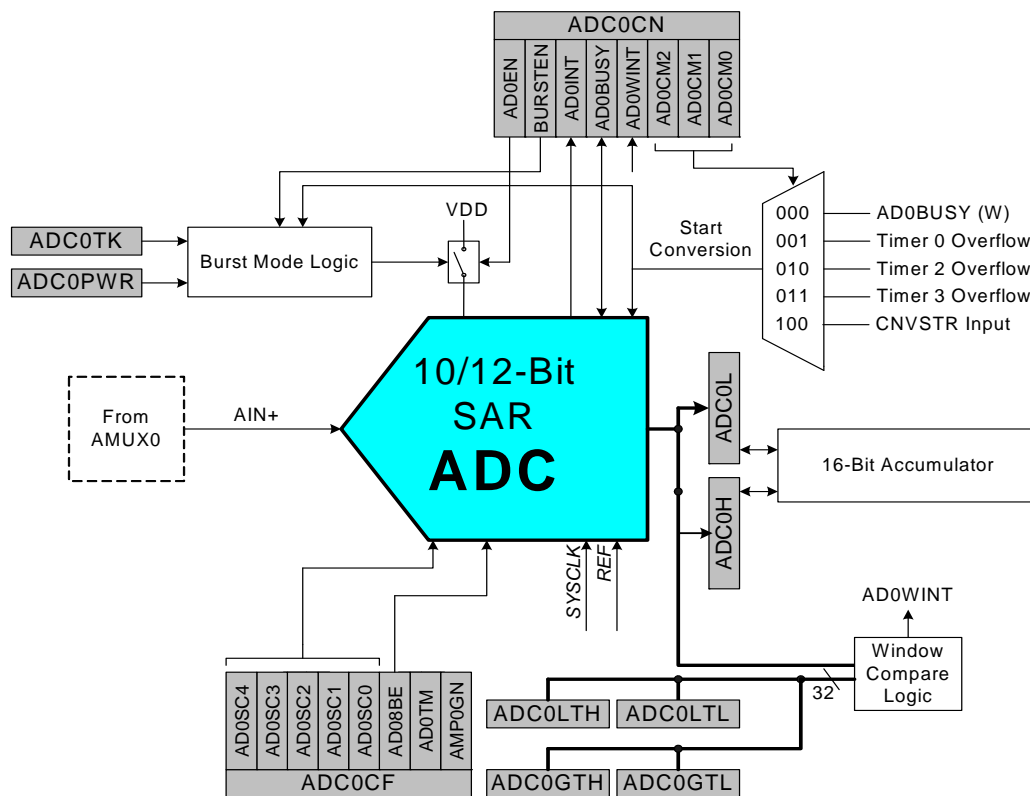 ADC0CN
AD0EN
BURSTEN
AD0INT
AD0BUSY
AD0WINT
AD0CM2
AD0CM1
AD0CM0
VDD
Start
Conversion
000
001
010
011
100
AD0BUSY (W)
Timer 0 Overflow
Timer 2 Overflow
Timer 3 Overflow
CNVSTR Input
ADC0TK
ADC0PWR
Burst Mode Logic
From
AMUX0
AIN+
10/12-Bit
SAR
ADC
ADC0L
ADC0H
16-Bit Accumulator
SYSCLK
REF
AD0WINT
Window
Compare
Logic
32
AD0SC4
AD0SC3
AD0SC2
AD0SC1
AD0SC0
AD08BE
AD0TM
AMP0GN
ADC0CF
ADC0LTH
ADC0LTL
ADC0GTH
ADC0GTL